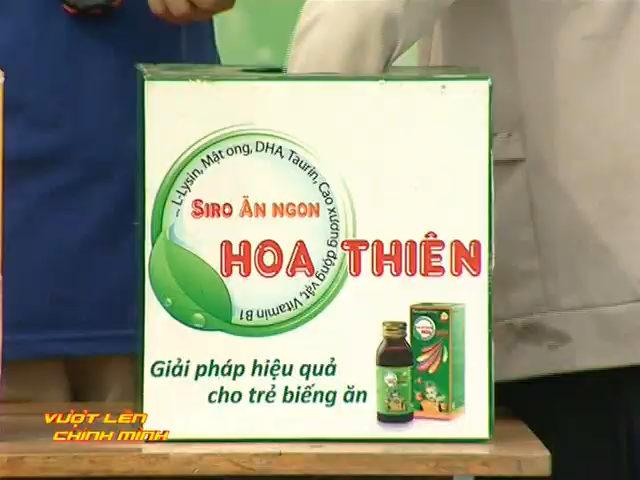 L-Lysin, Mật ong, DHA, Taurin, Cao xương động vật, Vitamin B1
SIRO ĂN NGON
HOA THIÊN
Giải pháp hiệu quả
cho trẻ biếng ăn
VƯỢT LÊN
CHÍNH MÌNH